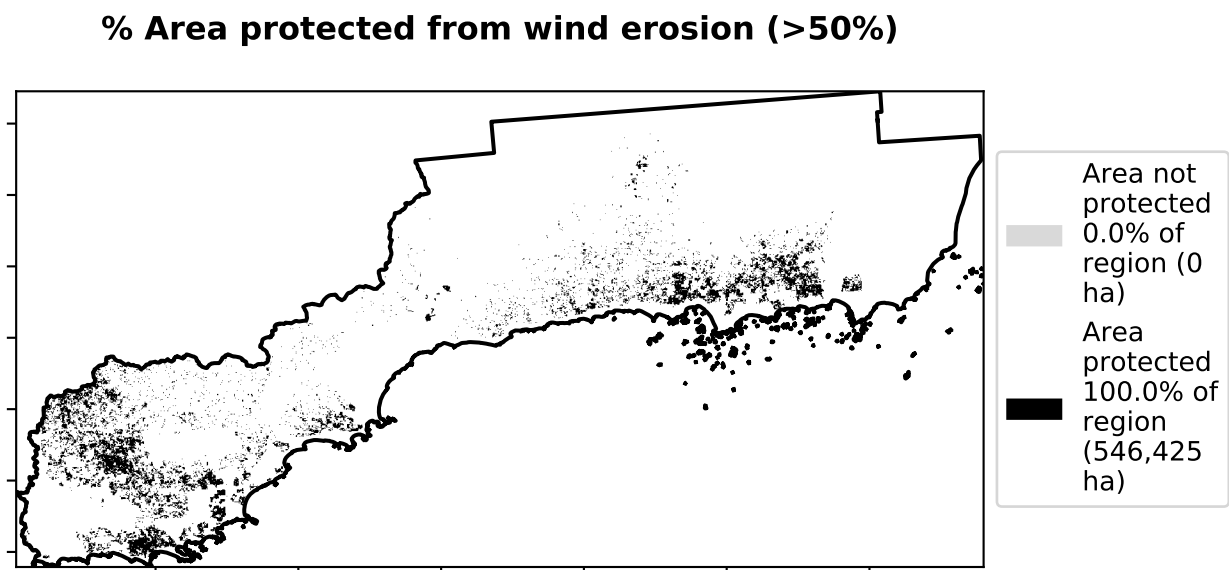 % Area protected from wind erosion (>50%)
Area not
protected
0.0% of
region (0
ha)
Area
protected
100.0% of
region
(546,425
ha)